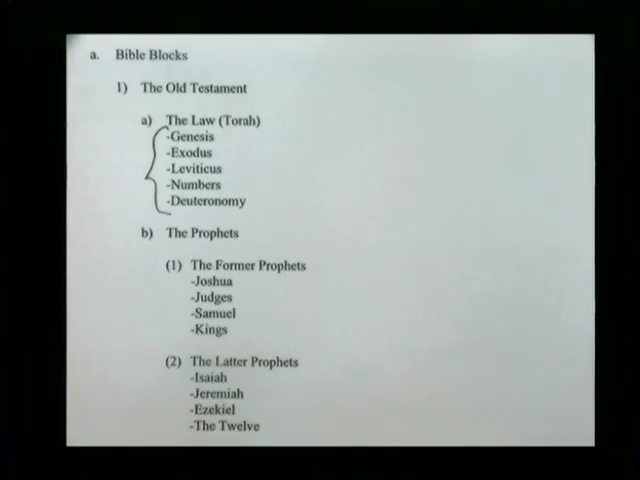 a. Bible Blocks
1) The Old Testament
a) The Law (Torah)
-Genesis
-Exodus
-Leviticus
-Numbers
-Deuteronomy
b) The Prophets
(1) The Former Prophets
-Joshua
-Judges
-Samuel
-Kings
(2) The Latter Prophets
-Isaiah
-Jeremiah
-Ezekiel
-The Twelve